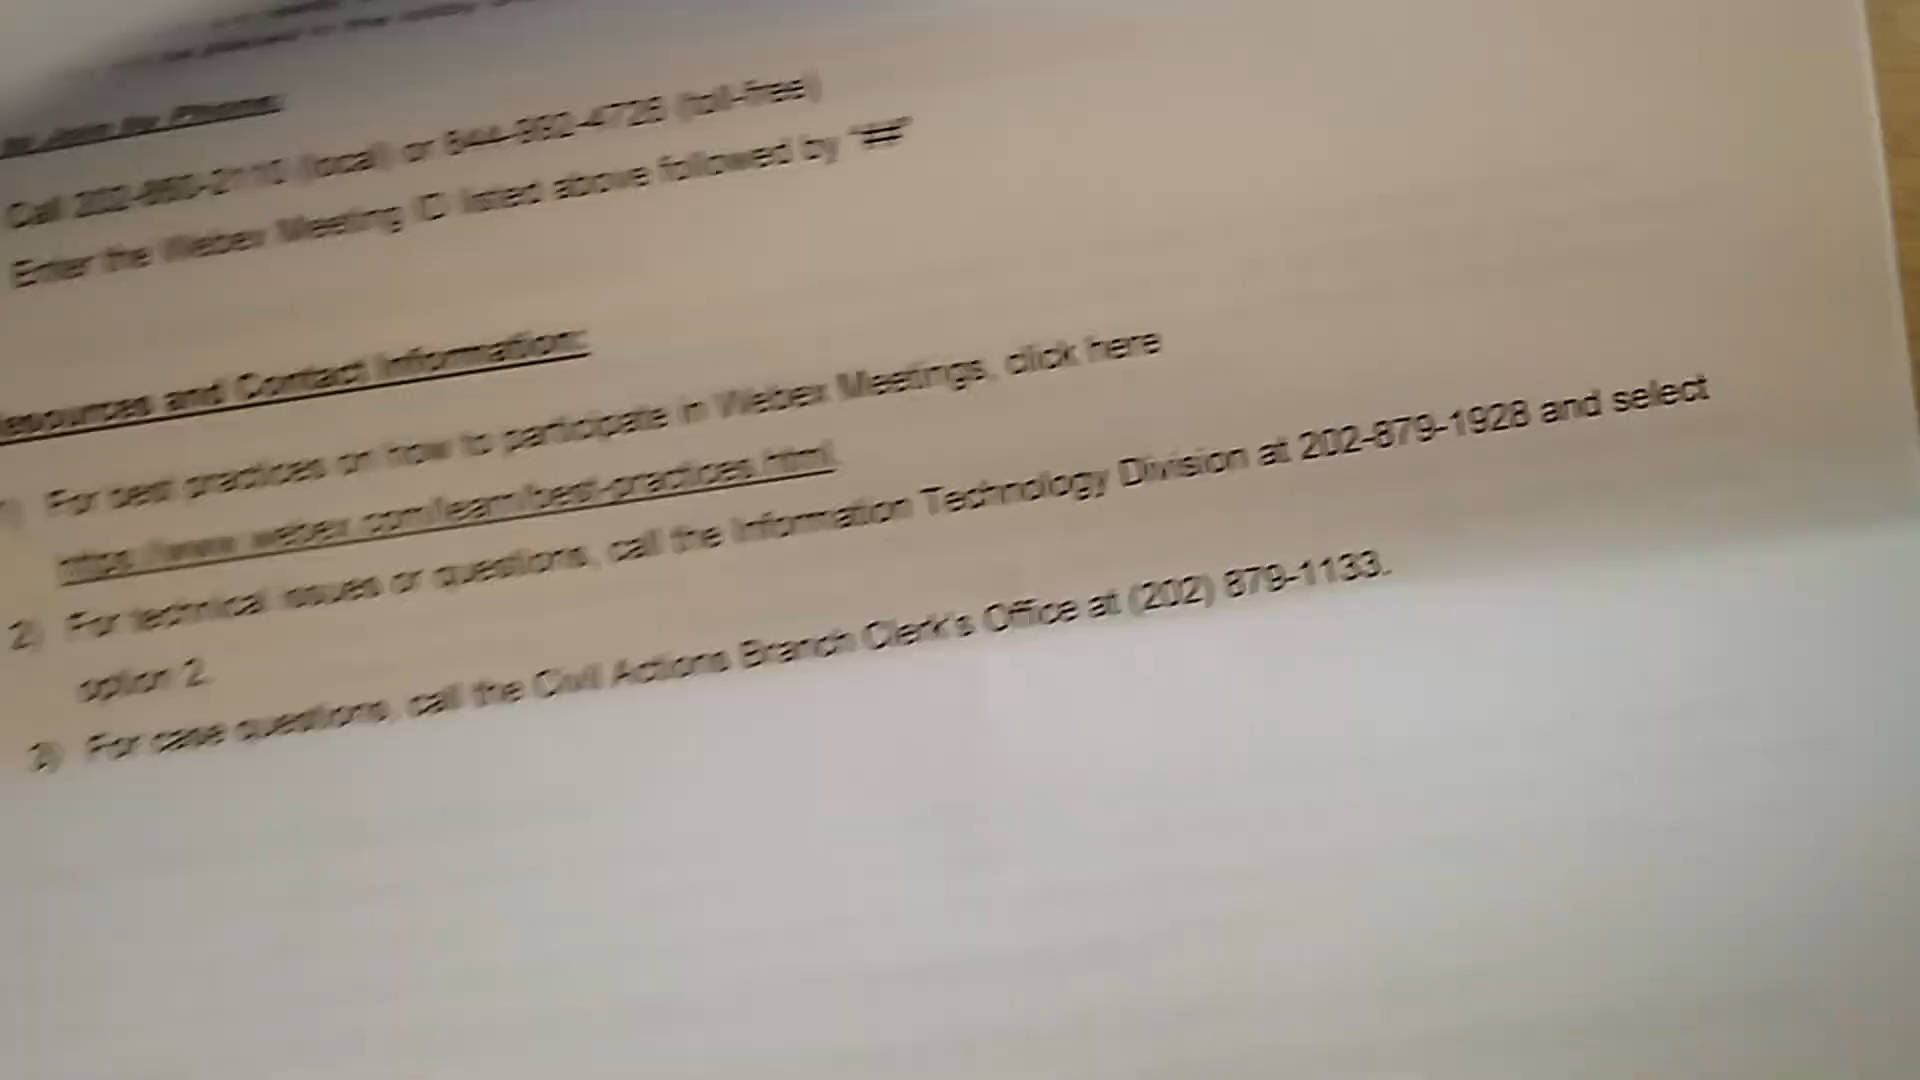 Call 202-860-2110 (local) or 844-992-4726 (toll-free)
Enter the Webex Meeting ID listed above followed by "#"
Resources and Contact Information:
1) For best practices on how to participate in Webex Meetings, click here
https://www.webex.com/learn/best-practices.html.
2) For technical issues or questions, call the Information Technology Division at 202-879-1928 and select
option 2.
3) For case questions, call the Civil Actions Branch Clerk's Office at (202) 879-1133.